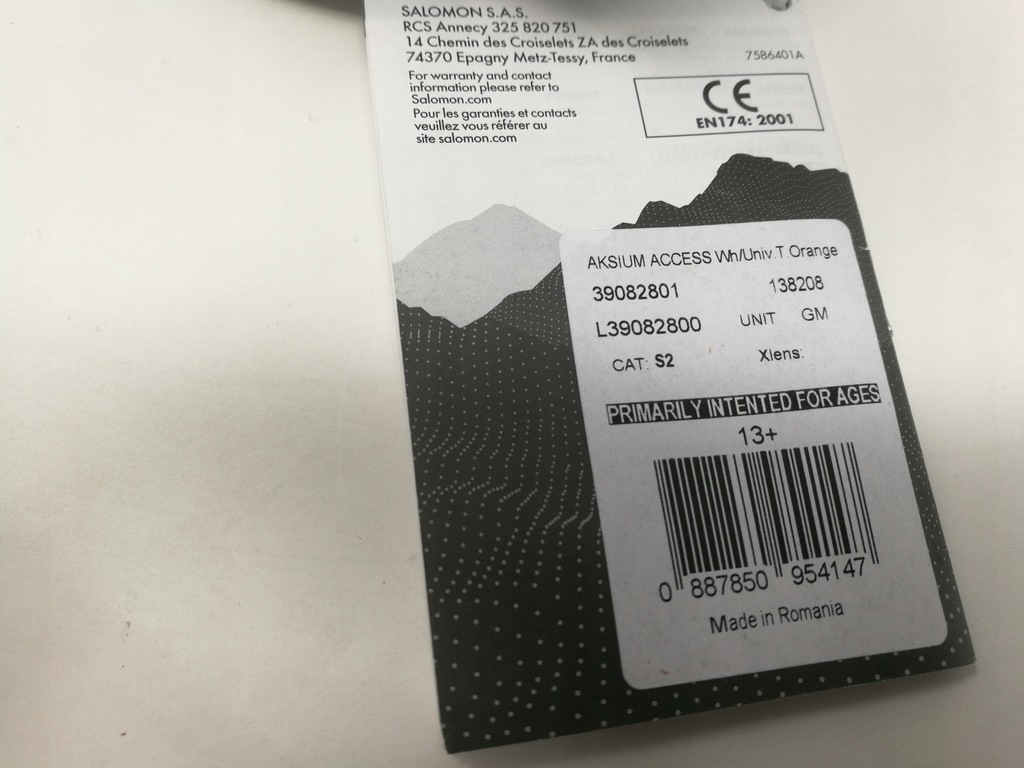 SALOMON S.A.S.
RCS Annecy 325 820 751
14 Chemin des Croiselets ZA des Croiselets
74370 Epagny Metz-Tessy, France
7586401A
For warranty and contact
information please refer to
Salomon.com
Pour les garanties et contacts
veuillez vous référer au
site salomon.com
CE
EN174: 2001
AKSIUM ACCESS Wh/Univ.T.Orange
39082801 138208
L39082800 UNIT GM
CAT: S2 Xlens:
PRIMARILY INTENTED FOR AGES
13+
0 887850 954147
Made in Romania